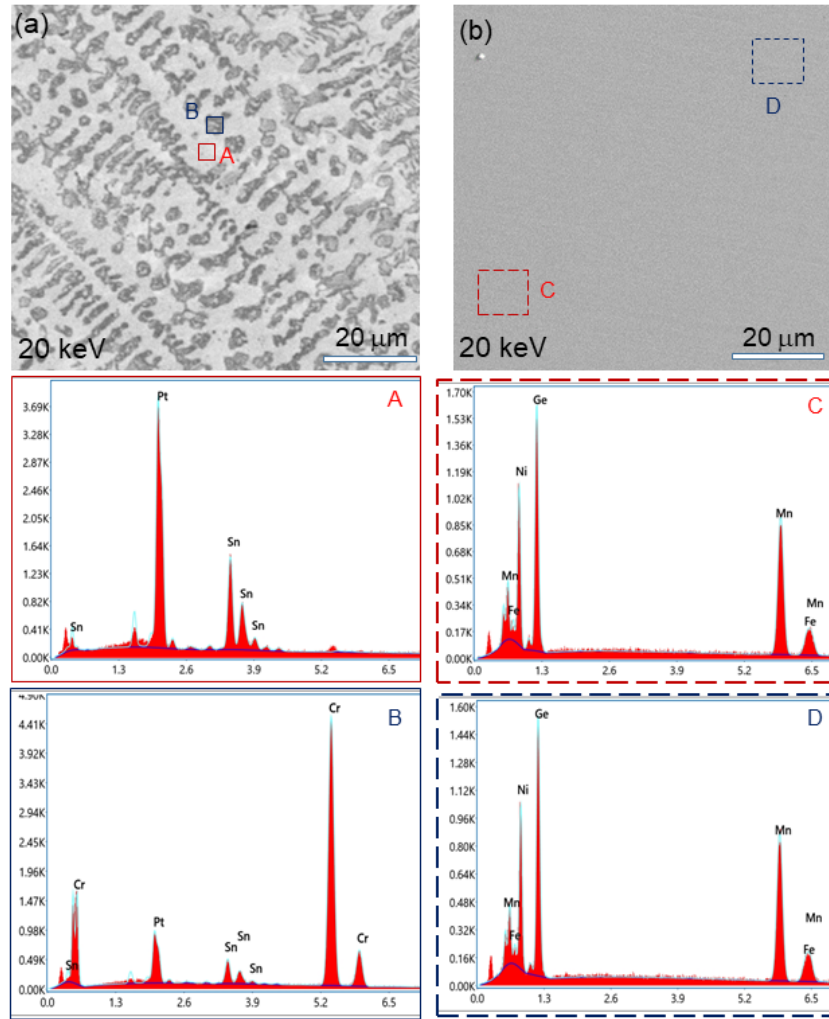 (a)
B
A
20 keV
20 μm
(b)
D
C
20 keV
20 μm
A
3.69K
3.28K
2.87K
2.46K
2.05K
1.64K
1.23K
0.82K
0.41K
0.00K
Pt
Sn
Sn
Sn
Sn
0.0 1.3 2.6 3.9 5.2 6.5
C
1.70K
1.53K
1.36K
1.19K
1.02K
0.85K
0.68K
0.51K
0.34K
0.17K
0.00K
Ge
Ni
Mn
Mn
Fe
Mn
Fe
0.0 1.3 2.6 3.9 5.2 6.5
B
4.90K
4.41K
3.92K
3.43K
2.94K
2.45K
1.96K
1.47K
0.98K
0.49K
0.00K
Cr
Cr
Pt
Sn
Sn
Sn
Sn
Cr
0.0 1.3 2.6 3.9 5.2 6.5
D
1.60K
1.44K
1.28K
1.12K
0.96K
0.80K
0.64K
0.48K
0.32K
0.16K
0.00K
Ge
Ni
Mn
Mn
Fe
Mn
Fe
0.0 1.3 2.6 3.9 5.2 6.5